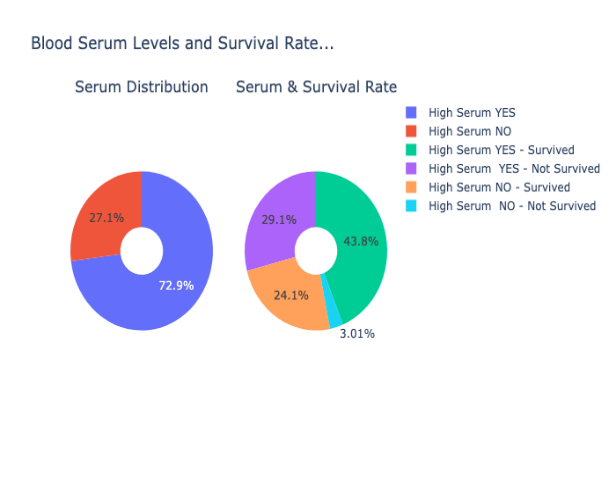 Blood Serum Levels and Survival Rate...
Serum Distribution
Serum & Survival Rate
High Serum YES
High Serum NO
High Serum YES - Survived
High Serum  YES - Not Survived
High Serum NO - Survived
High Serum  NO - Not Survived
27.1%
72.9%
29.1%
43.8%
24.1%
3.01%